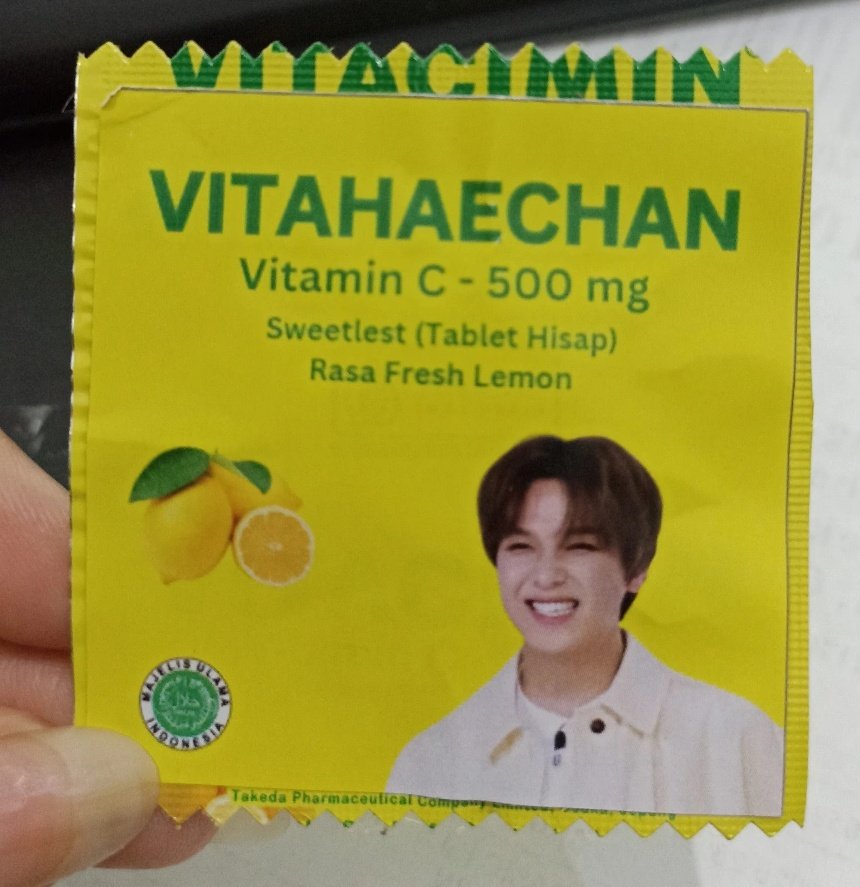 VITACIMIN
VITAHAECHAN
Vitamin C - 500 mg
Sweetlest (Tablet Hisap)
Rasa Fresh Lemon
MAJELIS ULAMA
INDONESIA
Takeda Pharmaceutical Company